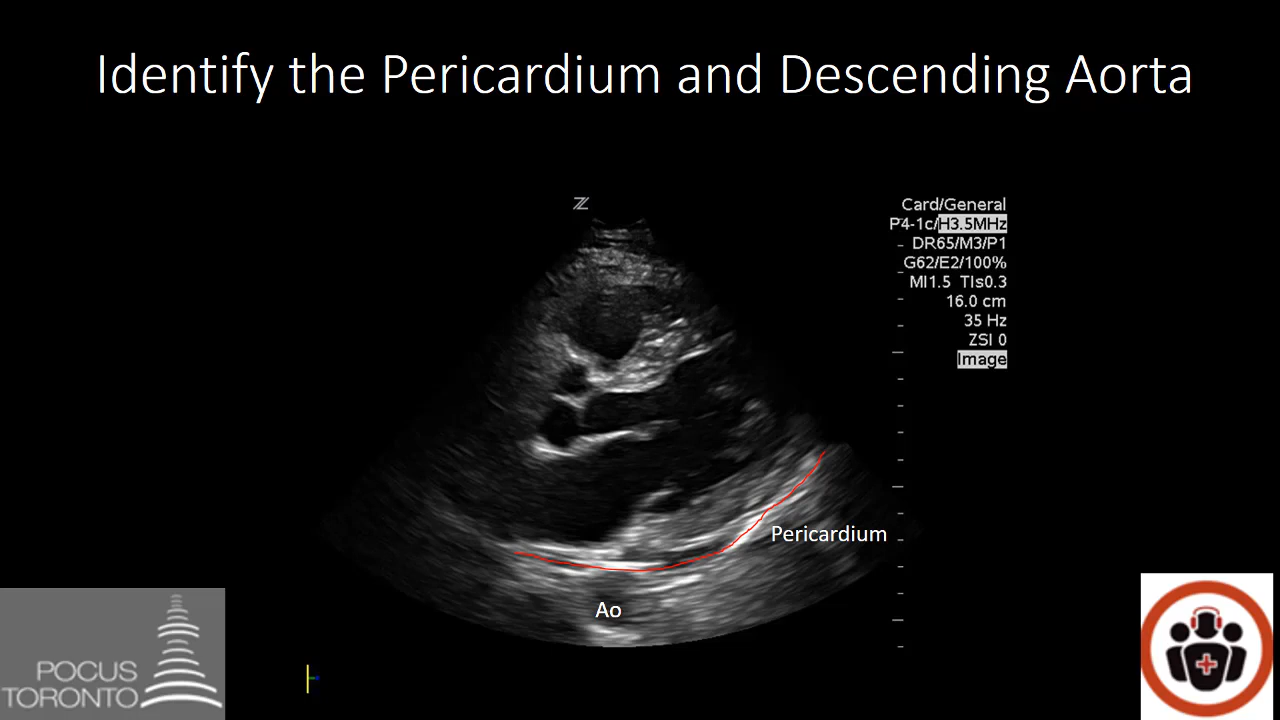 Identify the Pericardium and Descending Aorta
Z
Card/General
P4-1c/H3.5MHz
DR65/M3/P1
G62/E2/100%
MI1.5 TIs0.3
16.0 cm
35 Hz
ZSI 0
Image
Pericardium
Ao
POCUS
TORONTO